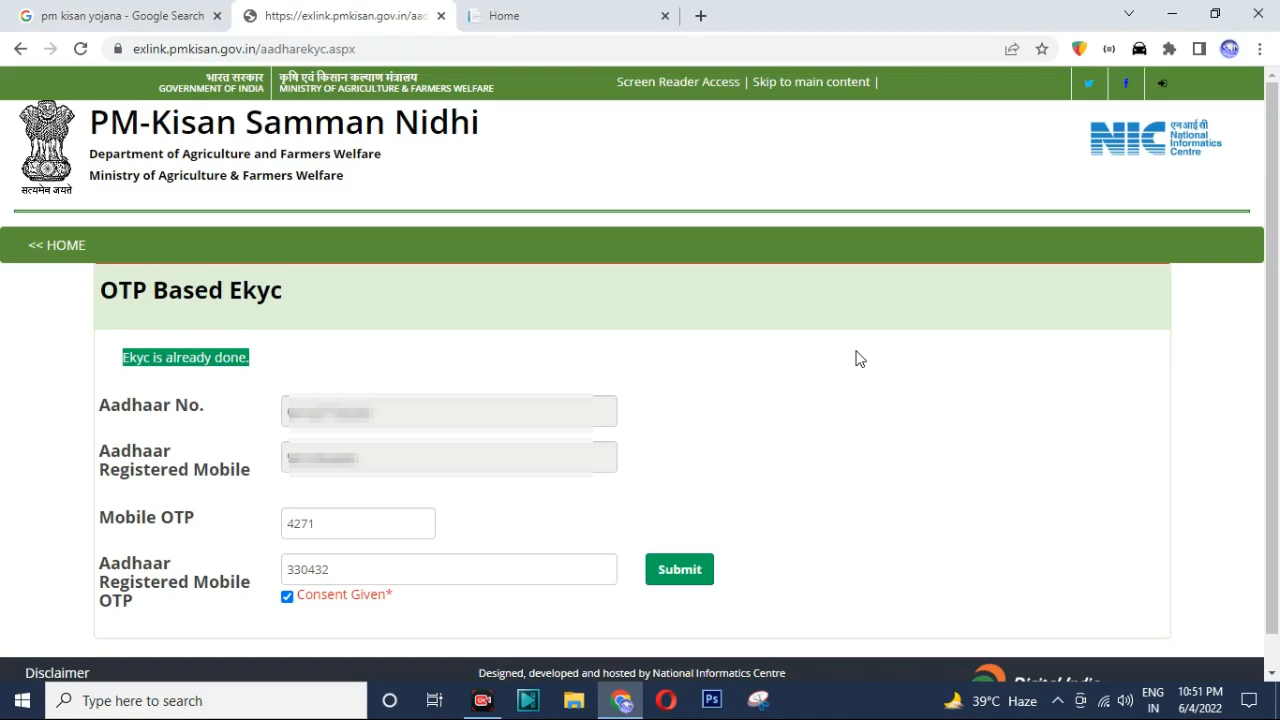 pm kisan yojana - Google Search
https://exlink.pmkisan.gov.in/aad
Home
exlink.pmkisan.gov.in/aadharekyc.aspx
भारत सरकार
GOVERNMENT OF INDIA
कृषि एवं किसान कल्याण मंत्रालय
MINISTRY OF AGRICULTURE & FARMERS WELFARE
Screen Reader Access | Skip to main content |
PM-Kisan Samman Nidhi
Department of Agriculture and Farmers Welfare
Ministry of Agriculture & Farmers Welfare
सत्यमेव जयते
NIC
एन आई सी
National
Informatics
Centre
<< HOME
OTP Based Ekyc
Ekyc is already done.
Aadhaar No.
Aadhaar
Registered Mobile
Mobile OTP
4271
Aadhaar
Registered Mobile
OTP
330432
Submit
Consent Given*
Disclaimer
Designed, developed and hosted by National Informatics Centre
Digital India
Type here to search
Ps
39°C Haze
ENG
IN
10:51 PM
6/4/2022